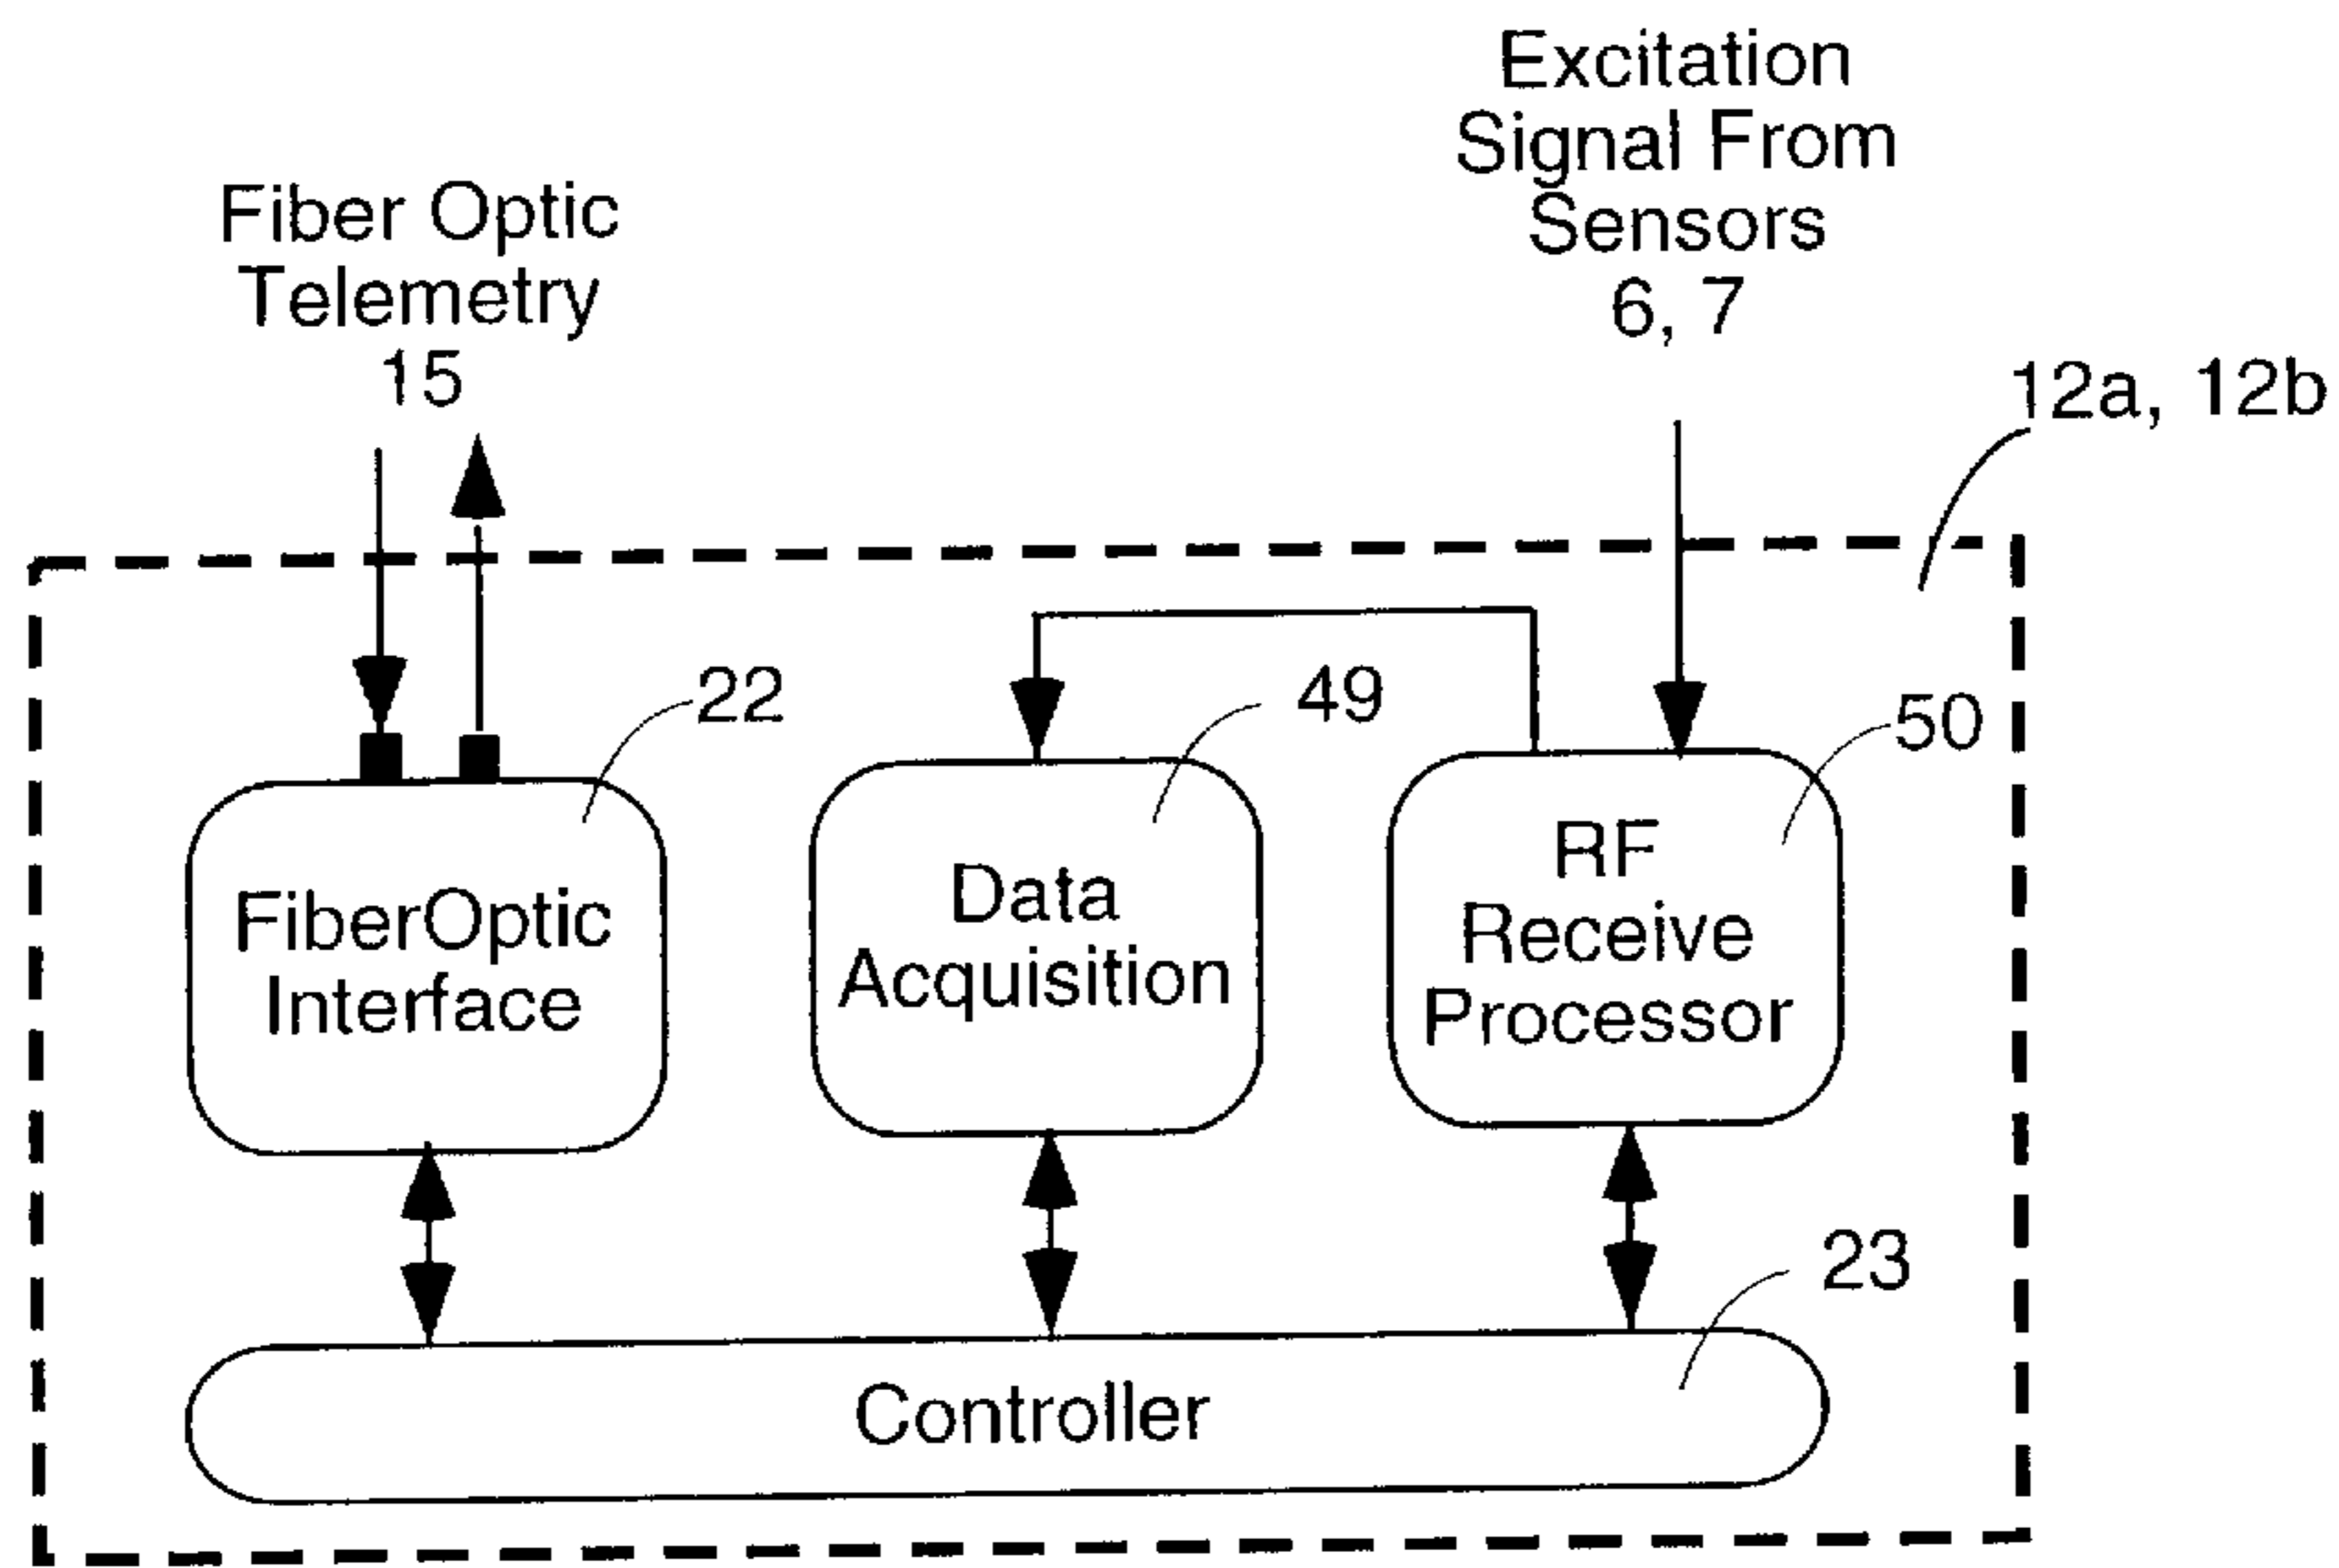 Excitation
Signal From
Sensors
6, 7
Fiber Optic
Telemetry
15
12a, 12b
22
49
50
FiberOptic
Interface
Data
Acquisition
RF
Receive
Processor
23
Controller